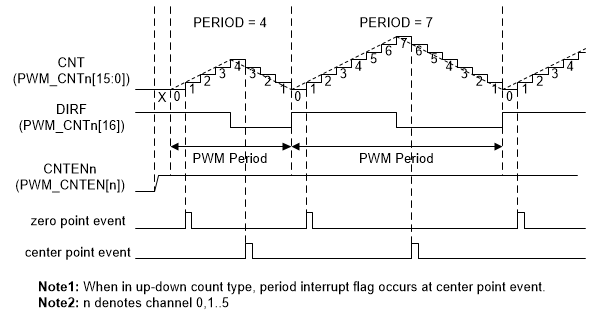 PERIOD = 4 PERIOD = 7
CNT
(PWM_CNTn[15:0])
X 0 1 2 3 4 3 2 1 0 1 2 3 4 5 6 7 6 5 4 3 2 1 0 1 2 3 4
DIRF
(PWM_CNTn[16])
PWM Period PWM Period
CNTENn
(PWM_CNTEN[n])
zero point event
center point event
Note1: When in up-down count type, period interrupt flag occurs at center point event.
Note2: n denotes channel 0,1..5